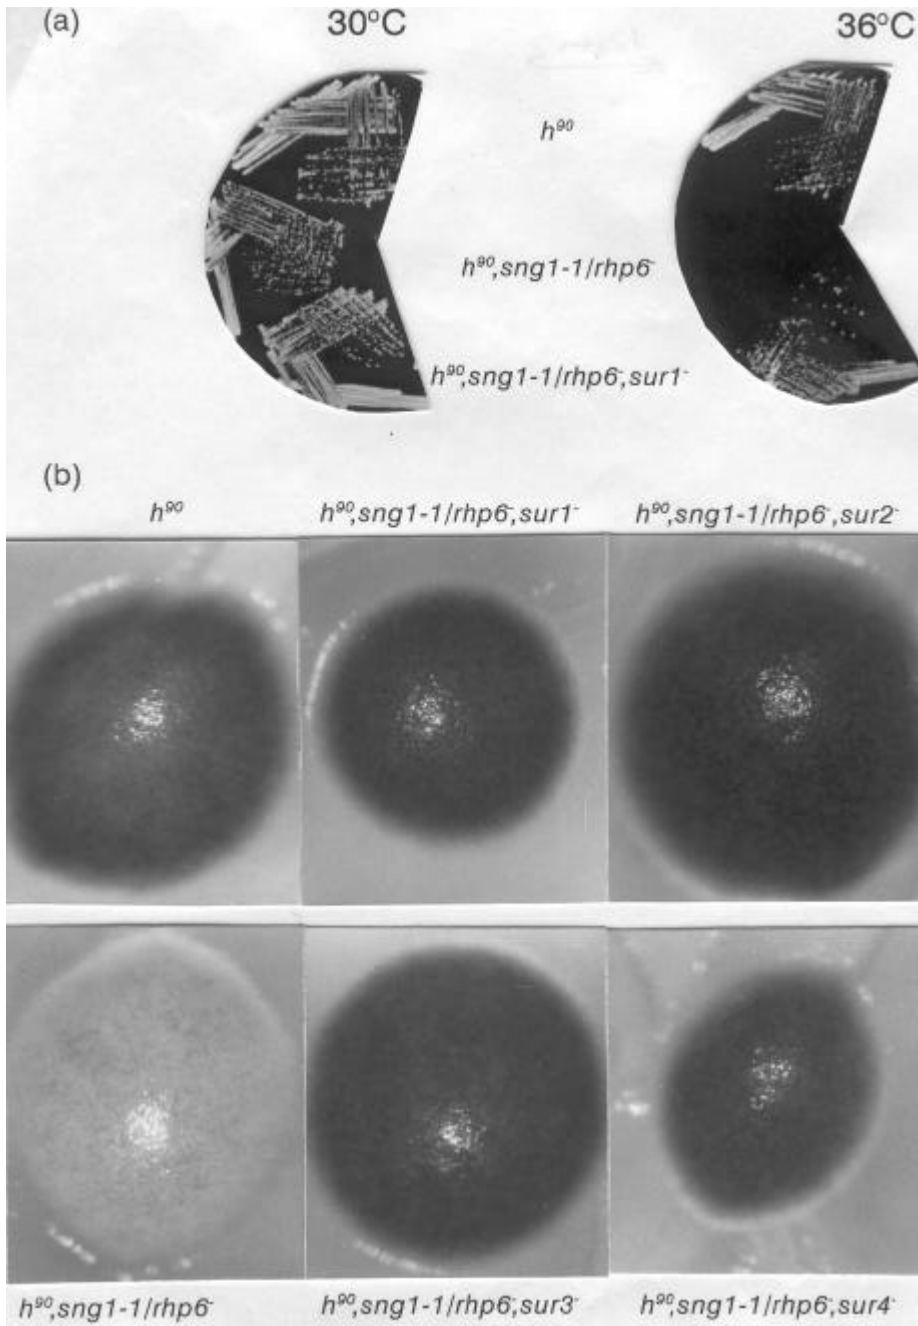 (a) 30°C 36°C
h⁹⁰
h⁹⁰,sng1-1/rhp6⁻
h⁹⁰,sng1-1/rhp6⁻,sur1⁻
(b)
h⁹⁰ h⁹⁰,sng1-1/rhp6⁻,sur1⁻ h⁹⁰,sng1-1/rhp6⁻,sur2⁻
h⁹⁰,sng1-1/rhp6⁻ h⁹⁰,sng1-1/rhp6⁻,sur3⁻ h⁹⁰,sng1-1/rhp6⁻,sur4⁻